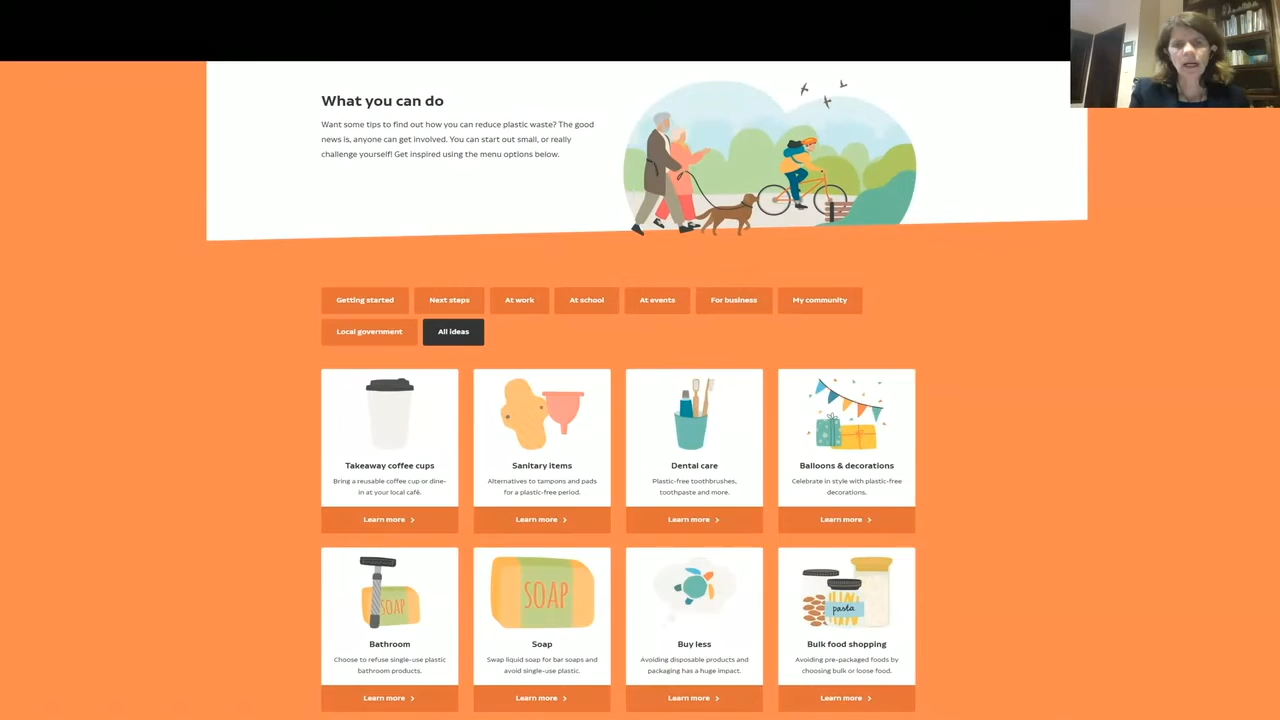 What you can do
Want some tips to find out how you can reduce plastic waste? The good
news is, anyone can get involved. You can start out small, or really
challenge yourself! Get inspired using the menu options below.
Getting started
Next steps
At work
At school
At events
For business
My community
Local government
All ideas
Takeaway coffee cups
Bring a reusable coffee cup or dine-
in at your local café.
Learn more
Sanitary items
Alternatives to tampons and pads
for a plastic-free period.
Learn more
Dental care
Plastic-free toothbrushes,
toothpaste and more.
Learn more
Balloons & decorations
Celebrate in style with plastic-free
decorations.
Learn more
SOAP
Bathroom
Choose to refuse single-use plastic
bathroom products.
Learn more
SOAP
Soap
Swap liquid soap for bar soaps and
avoid single-use plastic.
Learn more
Buy less
Avoiding disposable products and
packaging has a huge impact.
Learn more
pasta
Bulk food shopping
Avoiding pre-packaged foods by
choosing bulk or loose food.
Learn more